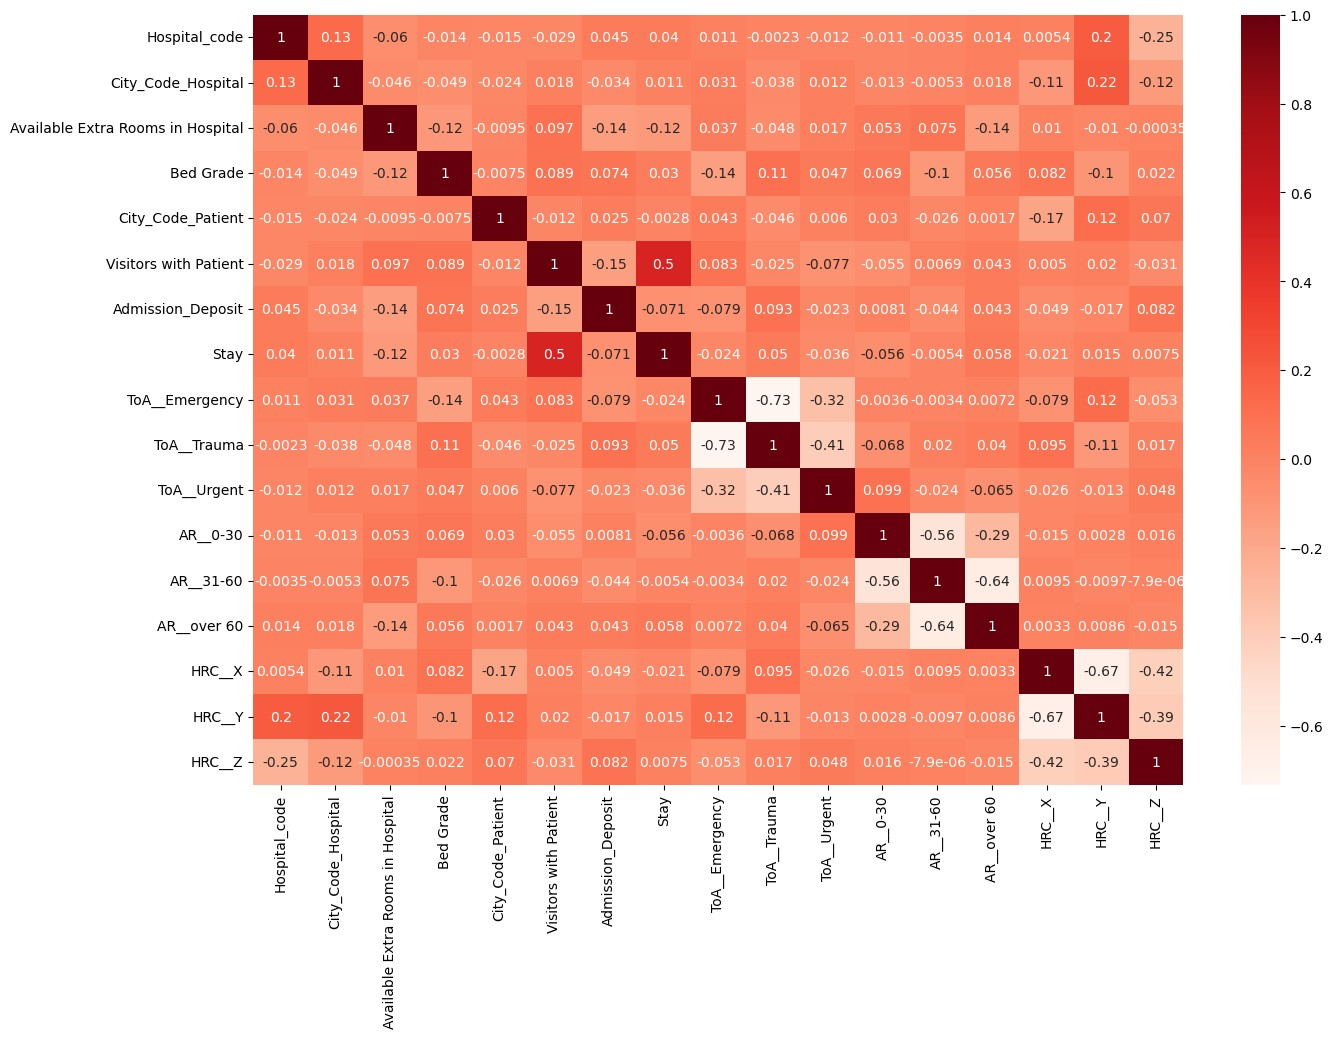 Hospital_code 1 0.13 -0.06 -0.014 -0.015 -0.029 0.045 0.04 0.011 -0.0023 -0.012 -0.011 -0.0035 0.014 0.0054 0.2 -0.25
City_Code_Hospital 0.13 1 -0.046 -0.049 -0.024 0.018 -0.034 0.011 0.031 -0.038 0.012 -0.013 -0.0053 0.018 -0.11 0.22 -0.12
Available Extra Rooms in Hospital -0.06 -0.046 1 -0.12 -0.0095 0.097 -0.14 -0.12 0.037 -0.048 0.017 0.053 0.075 -0.14 0.01 -0.01 -0.00035
Bed Grade -0.014 -0.049 -0.12 1 -0.0075 0.089 0.074 0.03 -0.14 0.11 0.047 0.069 -0.1 0.056 0.082 -0.1 0.022
City_Code_Patient -0.015 -0.024 -0.0095 -0.0075 1 -0.012 0.025 -0.0028 0.043 -0.046 0.006 0.03 -0.026 0.0017 -0.17 0.12 0.07
Visitors with Patient -0.029 0.018 0.097 0.089 -0.012 1 -0.15 0.5 0.083 -0.025 -0.077 -0.055 0.0069 0.043 0.005 0.02 -0.031
Admission_Deposit 0.045 -0.034 -0.14 0.074 0.025 -0.15 1 -0.071 -0.079 0.093 -0.023 0.0081 -0.044 0.043 -0.049 -0.017 0.082
Stay 0.04 0.011 -0.12 0.03 -0.0028 0.5 -0.071 1 -0.024 0.05 -0.036 -0.056 -0.0054 0.058 -0.021 0.015 0.0075
ToA__Emergency 0.011 0.031 0.037 -0.14 0.043 0.083 -0.079 -0.024 1 -0.73 -0.32 -0.0036 -0.0034 0.0072 -0.079 0.12 -0.053
ToA__Trauma -0.0023 -0.038 -0.048 0.11 -0.046 -0.025 0.093 0.05 -0.73 1 -0.41 -0.068 0.02 0.04 0.095 -0.11 0.017
ToA__Urgent -0.012 0.012 0.017 0.047 0.006 -0.077 -0.023 -0.036 -0.32 -0.41 1 0.099 -0.024 -0.065 -0.026 -0.013 0.048
AR__0-30 -0.011 -0.013 0.053 0.069 0.03 -0.055 0.0081 -0.056 -0.0036 -0.068 0.099 1 -0.56 -0.29 -0.015 0.0028 0.016
AR__31-60 -0.0035 -0.0053 0.075 -0.1 -0.026 0.0069 -0.044 -0.0054 -0.0034 0.02 -0.024 -0.56 1 -0.64 0.0095 -0.0097 -7.9e-06
AR__over 60 0.014 0.018 -0.14 0.056 0.0017 0.043 0.043 0.058 0.0072 0.04 -0.065 -0.29 -0.64 1 0.0033 0.0086 -0.015
HRC__X 0.0054 -0.11 0.01 0.082 -0.17 0.005 -0.049 -0.021 -0.079 0.095 -0.026 -0.015 0.0095 0.0033 1 -0.67 -0.42
HRC__Y 0.2 0.22 -0.01 -0.1 0.12 0.02 -0.017 0.015 0.12 -0.11 -0.013 0.0028 -0.0097 0.0086 -0.67 1 -0.39
HRC__Z -0.25 -0.12 -0.00035 0.022 0.07 -0.031 0.082 0.0075 -0.053 0.017 0.048 0.016 -7.9e-06 -0.015 -0.42 -0.39 1
Hospital_code
City_Code_Hospital
Available Extra Rooms in Hospital
Bed Grade
City_Code_Patient
Visitors with Patient
Admission_Deposit
Stay
ToA__Emergency
ToA__Trauma
ToA__Urgent
AR__0-30
AR__31-60
AR__over 60
HRC__X
HRC__Y
HRC__Z
1.0
0.8
0.6
0.4
0.2
0.0
−0.2
−0.4
−0.6